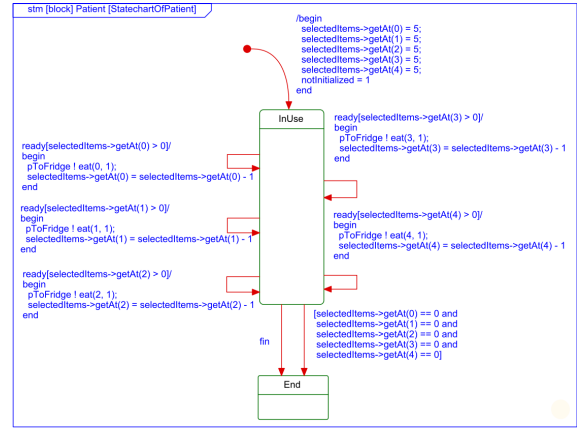 stm [block] Patient [StatechartOfPatient]
/begin
selectedItems->getAt(0) = 5;
selectedItems->getAt(1) = 5;
selectedItems->getAt(2) = 5;
selectedItems->getAt(3) = 5;
selectedItems->getAt(4) = 5;
notInitialized = 1
end
InUse
ready[selectedItems->getAt(0) > 0]/
begin
pToFridge ! eat(0, 1);
selectedItems->getAt(0) = selectedItems->getAt(0) - 1
end
ready[selectedItems->getAt(1) > 0]/
begin
pToFridge ! eat(1, 1);
selectedItems->getAt(1) = selectedItems->getAt(1) - 1
end
ready[selectedItems->getAt(2) > 0]/
begin
pToFridge ! eat(2, 1);
selectedItems->getAt(2) = selectedItems->getAt(2) - 1
end
ready[selectedItems->getAt(3) > 0]/
begin
pToFridge ! eat(3, 1);
selectedItems->getAt(3) = selectedItems->getAt(3) - 1
end
ready[selectedItems->getAt(4) > 0]/
begin
pToFridge ! eat(4, 1);
selectedItems->getAt(4) = selectedItems->getAt(4) - 1
end
fin
[selectedItems->getAt(0) == 0 and
selectedItems->getAt(1) == 0 and
selectedItems->getAt(2) == 0 and
selectedItems->getAt(3) == 0 and
selectedItems->getAt(4) == 0]
End